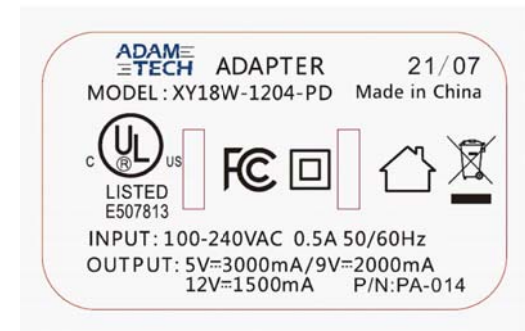 ADAM TECH ADAPTER 21/07
MODEL: XY18W-1204-PD Made in China
C UL ® US
LISTED
E507813
FC
INPUT: 100-240VAC 0.5A 50/60Hz
OUTPUT: 5V⎓3000mA/9V⎓2000mA
12V⎓1500mA P/N:PA-014